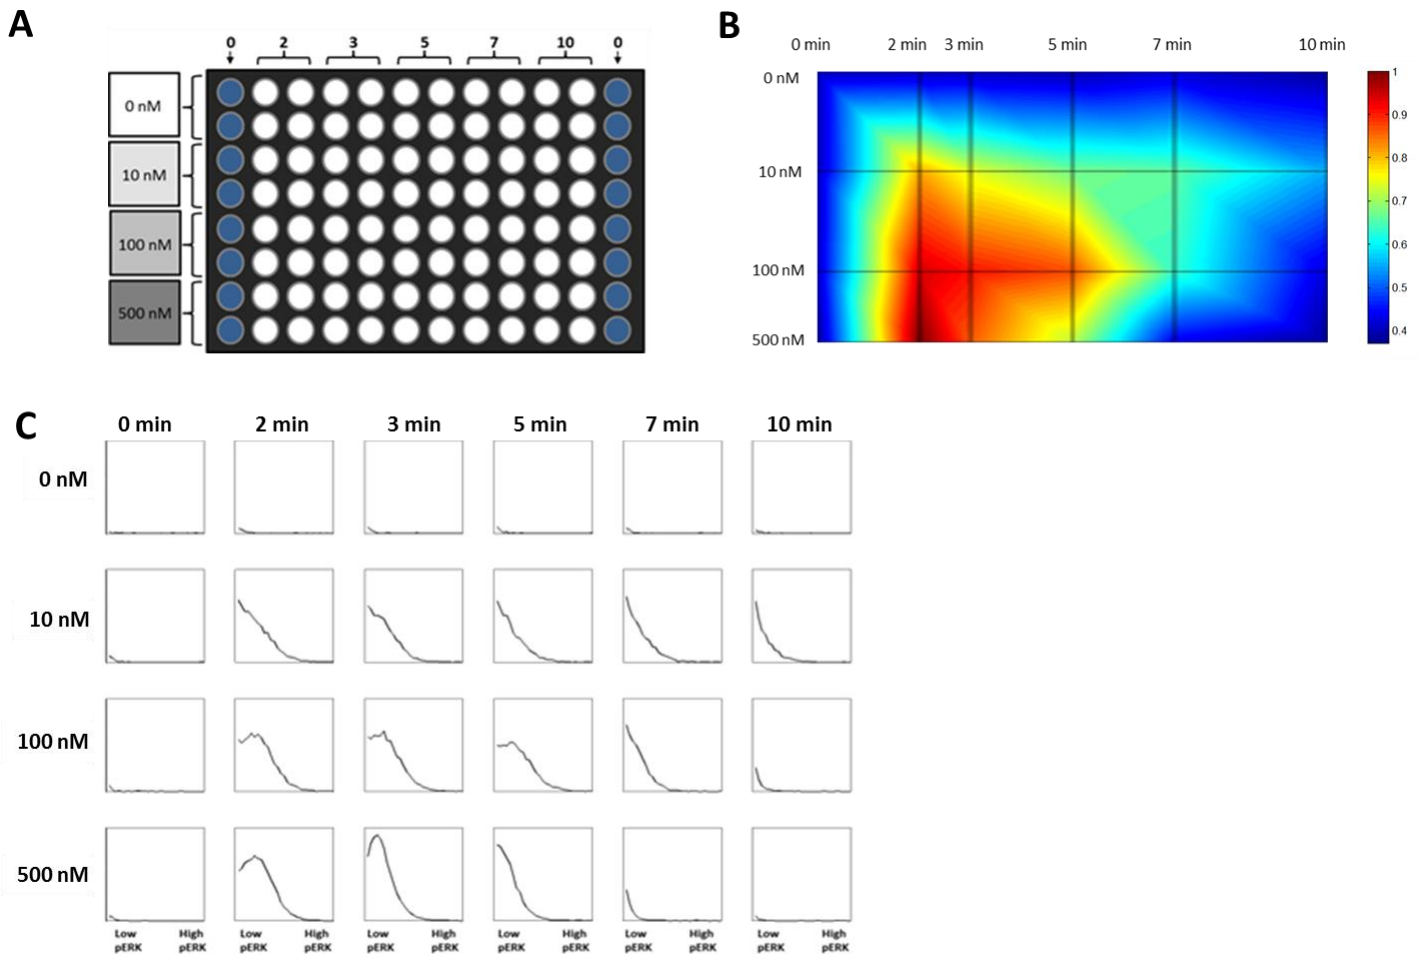 A
0 2 3 5 7 10 0
0 nM
10 nM
100 nM
500 nM
B
0 min 2 min 3 min 5 min 7 min 10 min
0 nM
10 nM
100 nM
500 nM
1
0.9
0.8
0.7
0.6
0.5
0.4
C
0 min 2 min 3 min 5 min 7 min 10 min
0 nM
10 nM
100 nM
500 nM
Low High Low High Low High Low High Low High Low High
pERK pERK pERK pERK pERK pERK pERK pERK pERK pERK pERK pERK